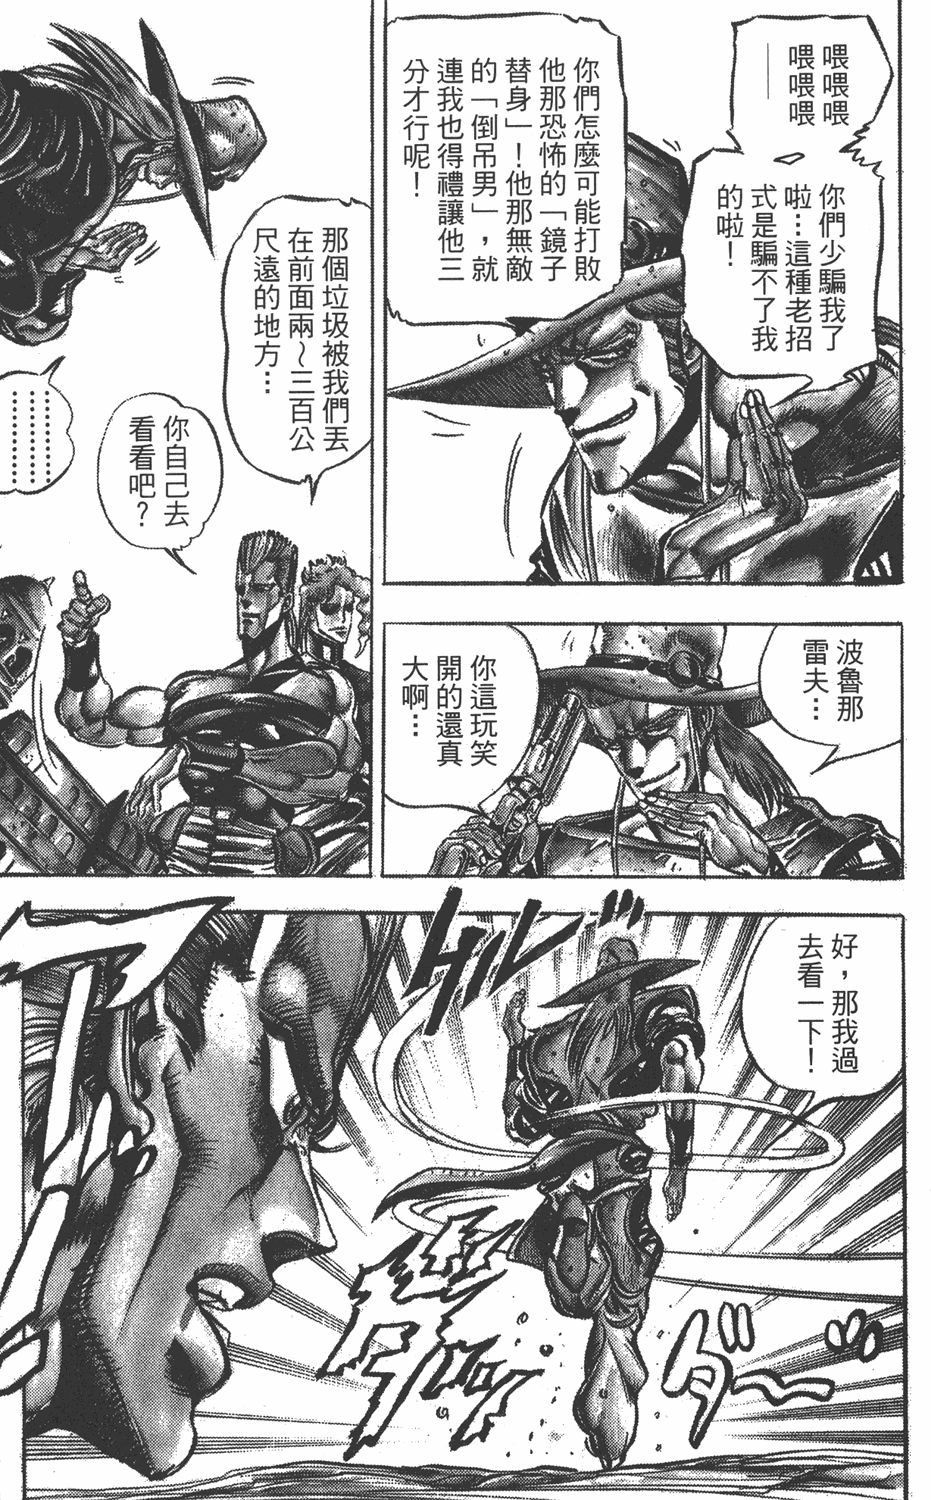 喂喂喂
喂喂喂
——
你們少騙我了
啦…這種老招
式是騙不了我
的啦！
你們怎麼可能打敗
他那恐怖的「鏡子
替身」！他那無敵
的「倒吊男」，就
連我也得禮讓他三
分才行呢！
波魯那
雷夫…
你這玩笑
開的還真
大啊…
那個垃圾被我們丟
在前面兩～三百公
尺遠的地方…
你自己去
看看吧？
………………
好，那我過
去看一下！
クルッ
ダーッ